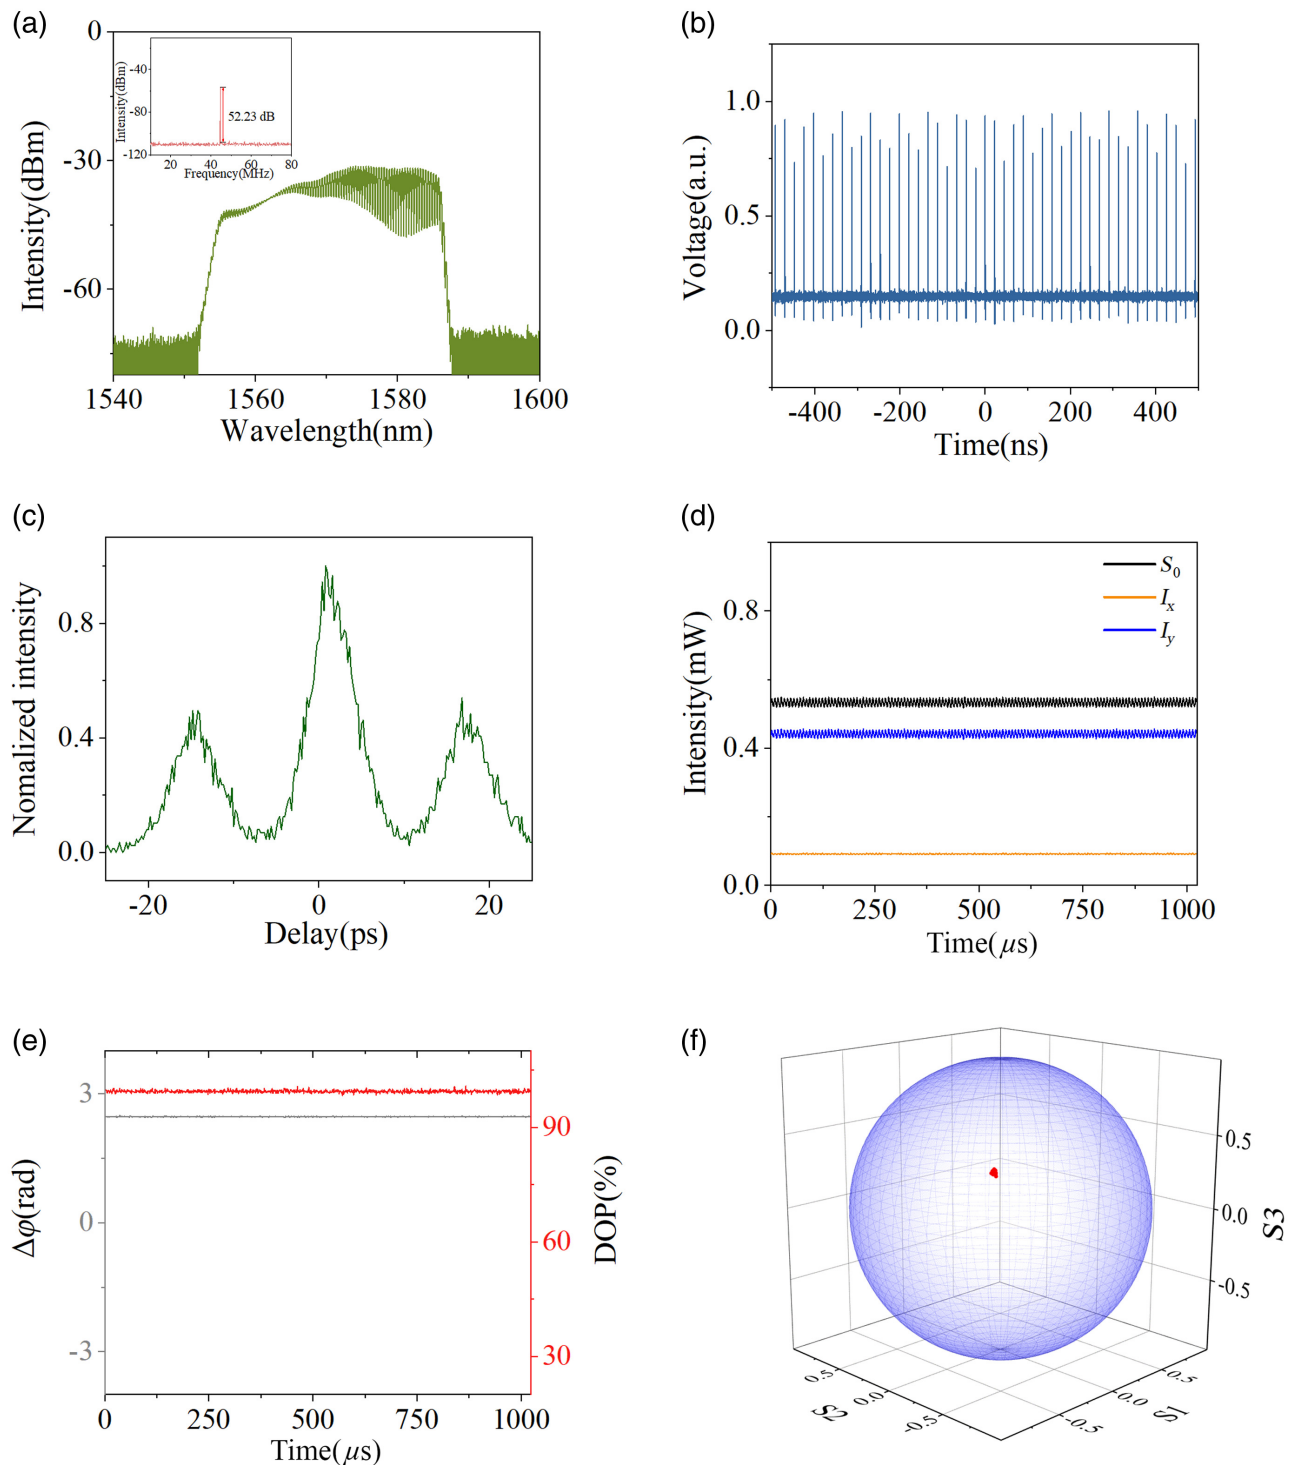 (a)
0
-30
-60
Intensity(dBm)
1540
1560
1580
1600
Wavelength(nm)
-40
-80
-120
Intensity(dBm)
52.23 dB
20
40
60
80
Frequency(MHz)
(b)
1.0
0.5
0.0
Voltage(a.u.)
-400
-200
0
200
400
Time(ns)
(c)
0.8
0.4
0.0
Nomalized intensity
-20
0
20
Delay(ps)
(d)
S0
Ix
Iy
0.8
0.4
0.0
Intensity(mW)
0
250
500
750
1000
Time(μs)
(e)
3
0
-3
Δφ(rad)
90
60
30
DOP(%)
0
250
500
750
1000
Time(μs)
(f)
0.5
0.0
-0.5
S3
0.5
0.0
-0.5
S2
0.5
0.0
-0.5
S1